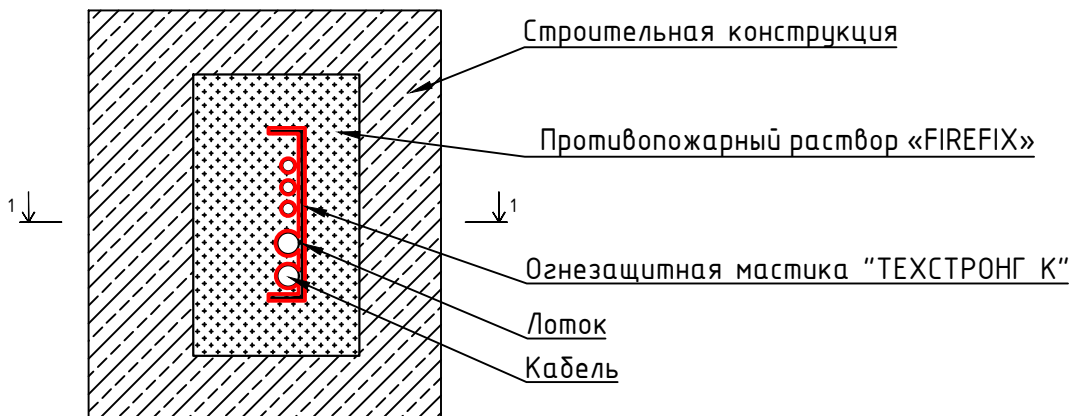 Строительная конструкция
Противопожарный раствор «FIREFIX»
1
1
Огнезащитная мастика "ТЕХСТРОНГ К"
Лоток
Кабель